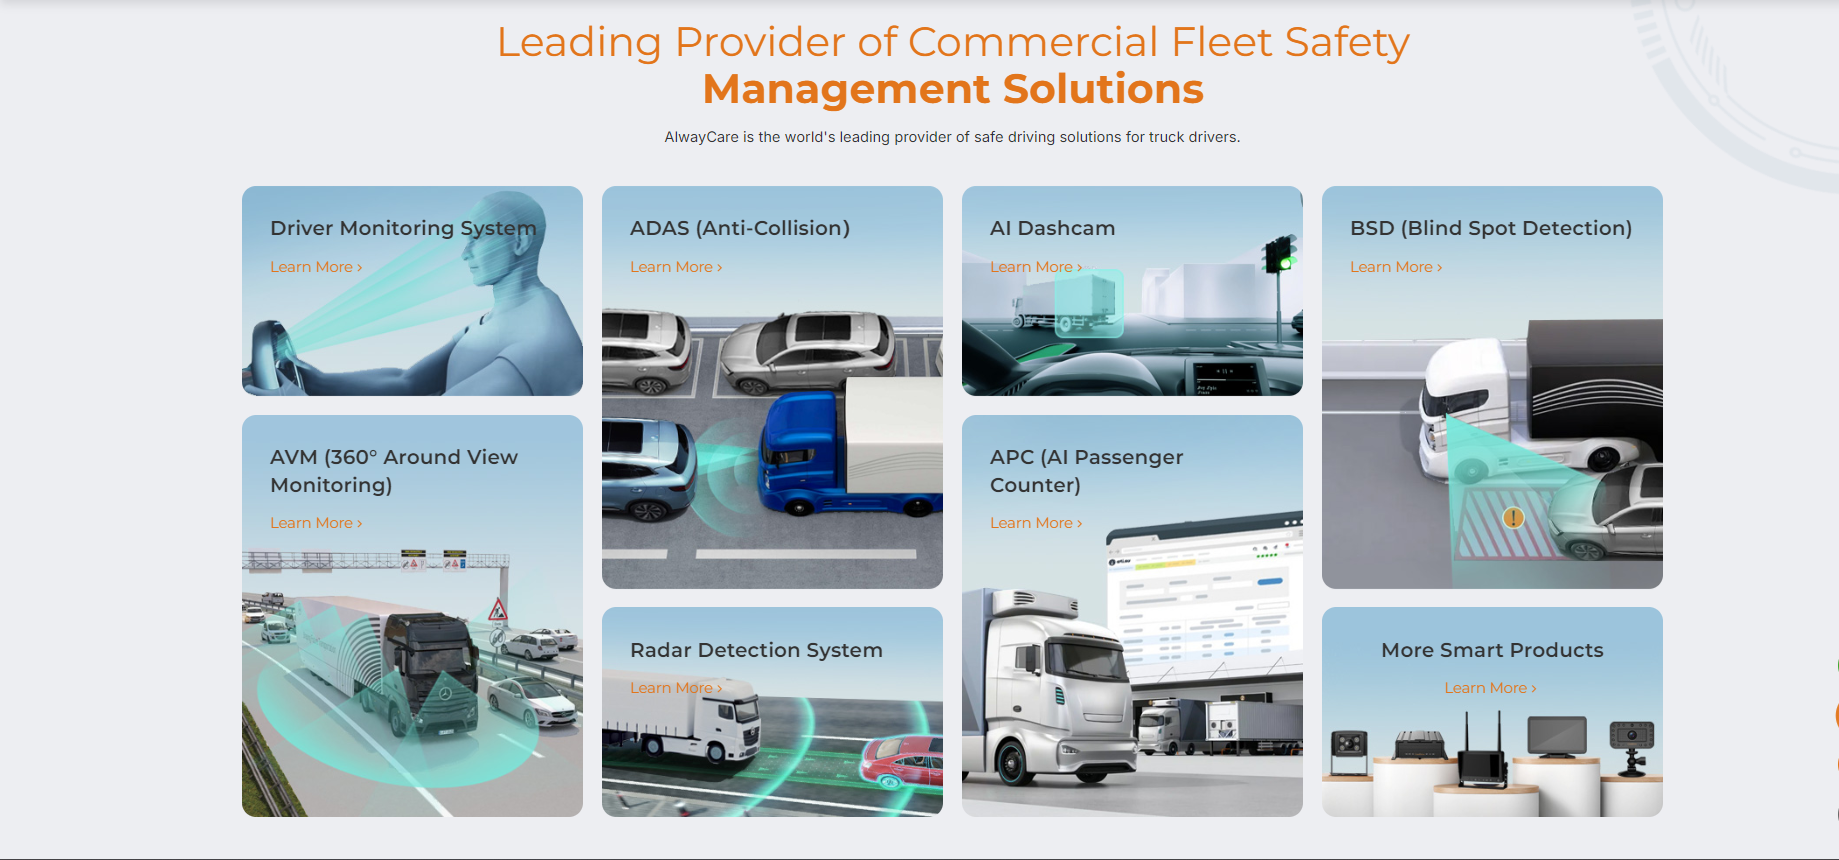 Leading Provider of Commercial Fleet Safety
Management Solutions
AlwayCare is the world's leading provider of safe driving solutions for truck drivers.
Driver Monitoring System
Learn More >
ADAS (Anti-Collision)
Learn More >
AI Dashcam
Learn More >
BSD (Blind Spot Detection)
Learn More >
AVM (360° Around View
Monitoring)
Learn More >
APC (AI Passenger
Counter)
Learn More >
Radar Detection System
Learn More >
More Smart Products
Learn More >